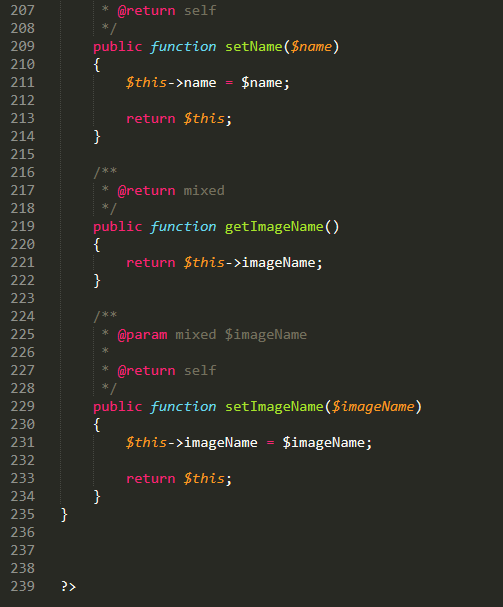 207         * @return self
208         */
209        public function setName($name)
210        {
211            $this->name = $name;
212
213            return $this;
214        }
215
216        /**
217         * @return mixed
218         */
219        public function getImageName()
220        {
221            return $this->imageName;
222        }
223
224        /**
225         * @param mixed $imageName
226         *
227         * @return self
228         */
229        public function setImageName($imageName)
230        {
231            $this->imageName = $imageName;
232
233            return $this;
234        }
235    }
236
237
238
239    ?>